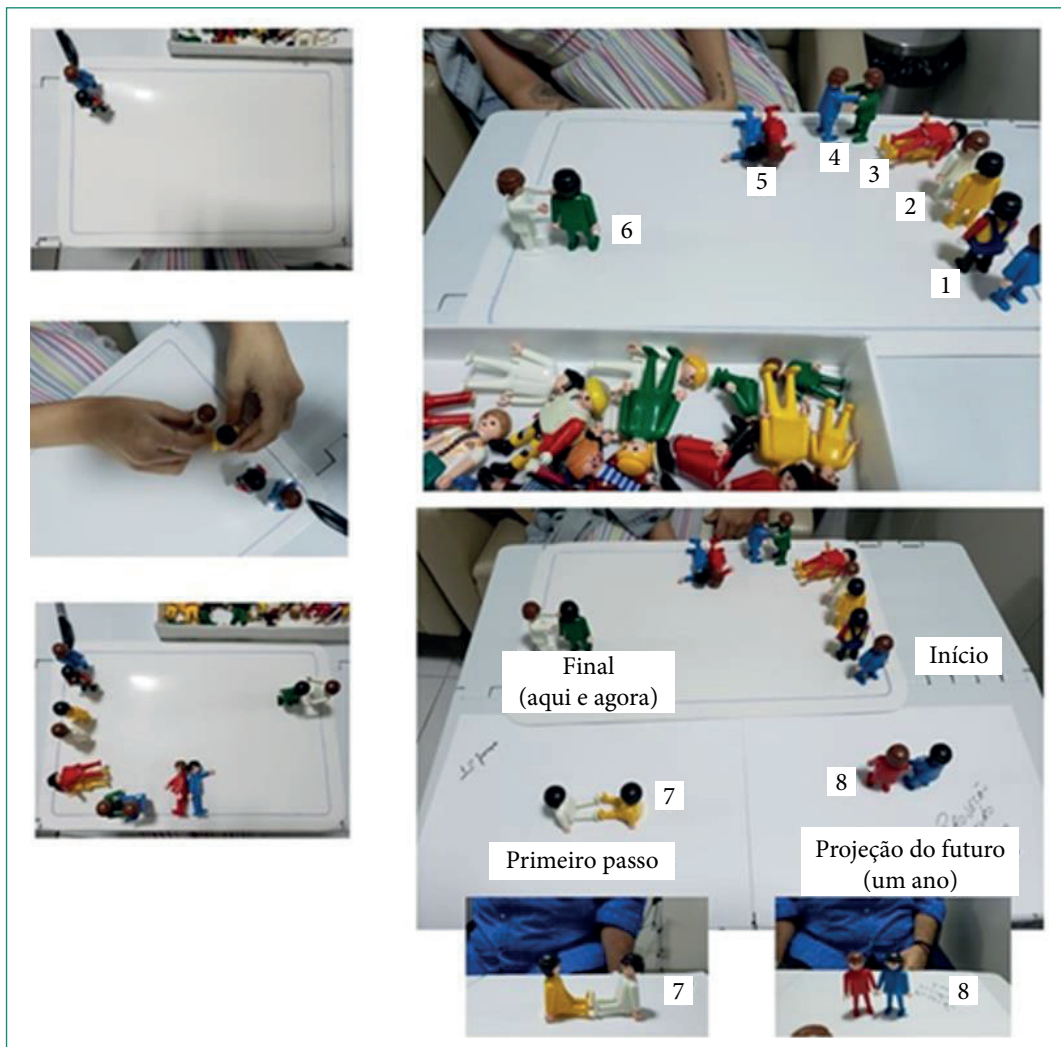 5
4
3
2
6
1
Final
(aqui e agora)
Início
7
8
Primeiro passo
Projeção do futuro
(um ano)
7
8